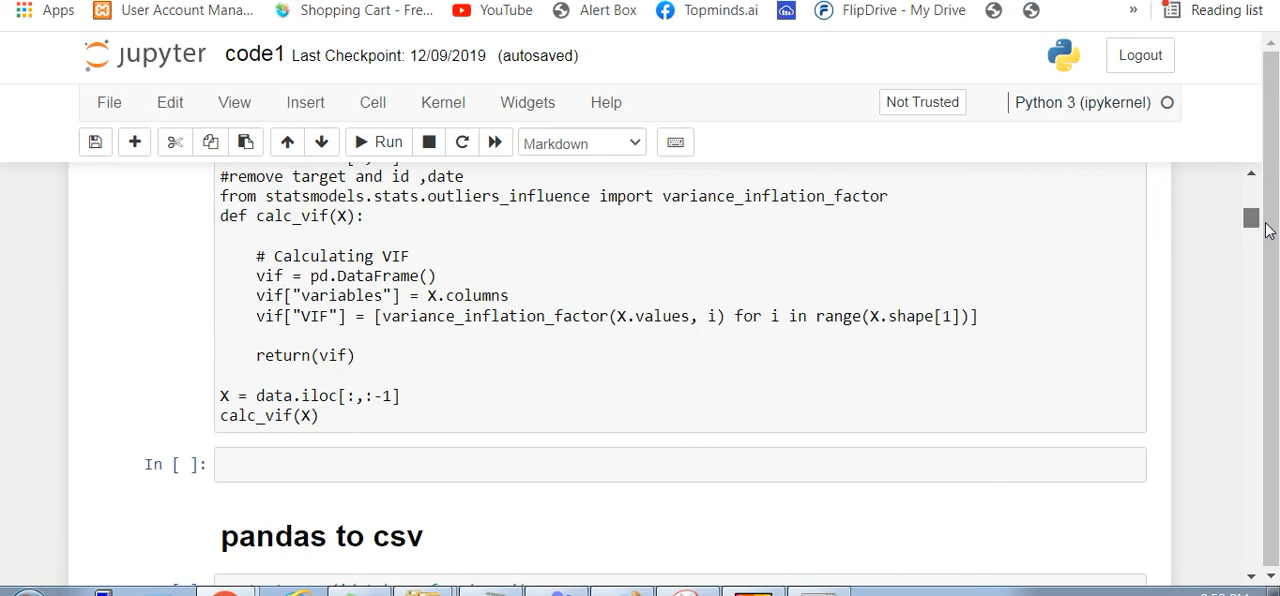 Apps User Account Mana... Shopping Cart - Fre... YouTube Alert Box Topminds.ai FlipDrive - My Drive » Reading list
jupyter code1 Last Checkpoint: 12/09/2019 (autosaved) Logout
File Edit View Insert Cell Kernel Widgets Help Not Trusted Python 3 (ipykernel)
Run Markdown
#remove target and id ,date
from statsmodels.stats.outliers_influence import variance_inflation_factor
def calc_vif(X):
# Calculating VIF
vif = pd.DataFrame()
vif["variables"] = X.columns
vif["VIF"] = [variance_inflation_factor(X.values, i) for i in range(X.shape[1])]
return(vif)
X = data.iloc[:,:-1]
calc_vif(X)
In [ ]:
pandas to csv